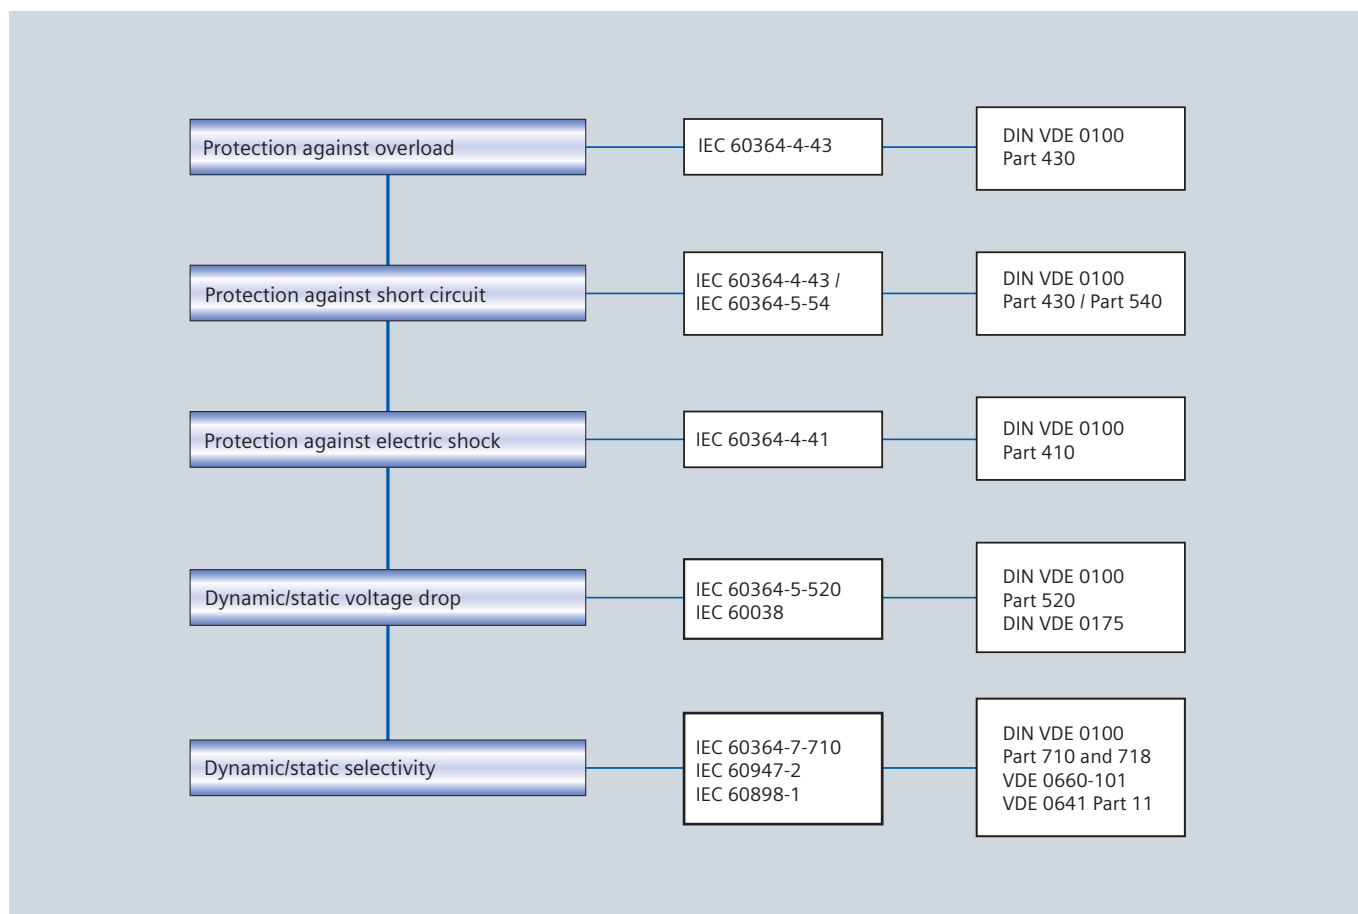 Protection against overload
IEC 60364-4-43
DIN VDE 0100
Part 430
Protection against short circuit
IEC 60364-4-43 /
IEC 60364-5-54
DIN VDE 0100
Part 430 / Part 540
Protection against electric shock
IEC 60364-4-41
DIN VDE 0100
Part 410
Dynamic/static voltage drop
IEC 60364-5-520
IEC 60038
DIN VDE 0100
Part 520
DIN VDE 0175
Dynamic/static selectivity
IEC 60364-7-710
IEC 60947-2
IEC 60898-1
DIN VDE 0100
Part 710 and 718
VDE 0660-101
VDE 0641 Part 11